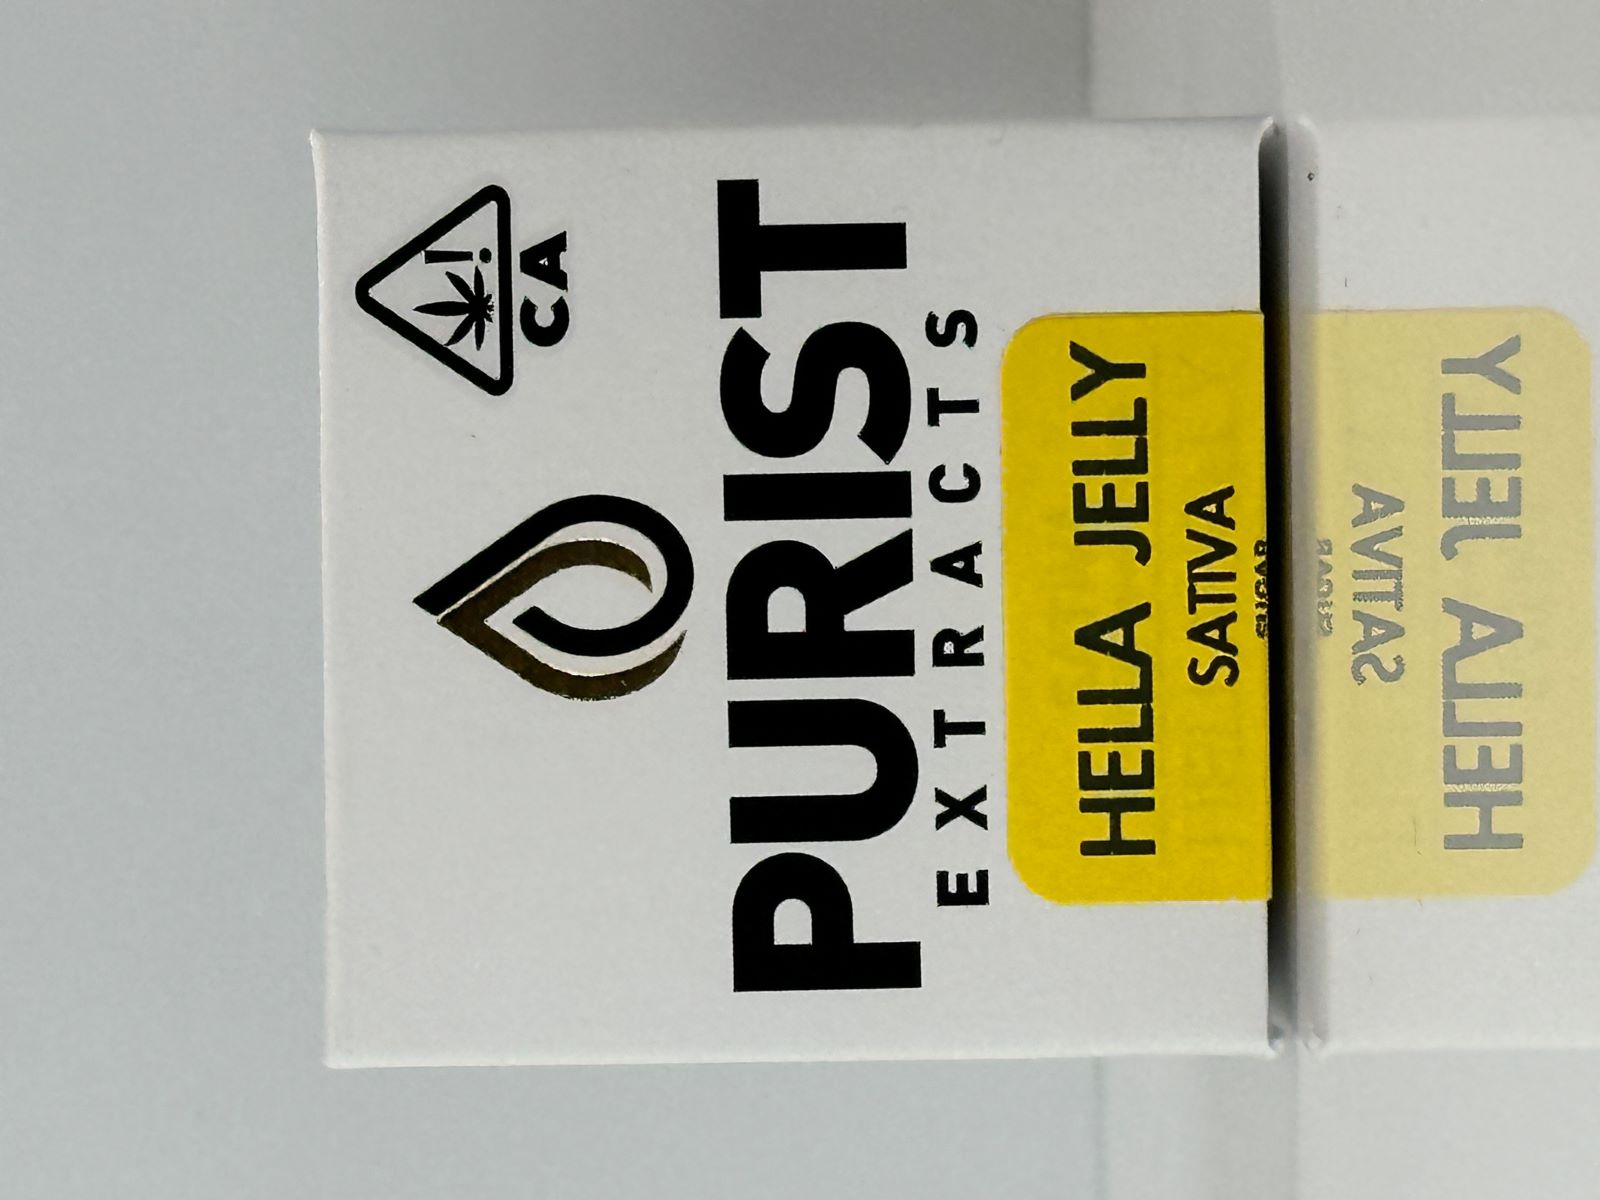 !
CA
PURIST
EXTRACTS
HELLA JELLY
SATIVA
SUGAR